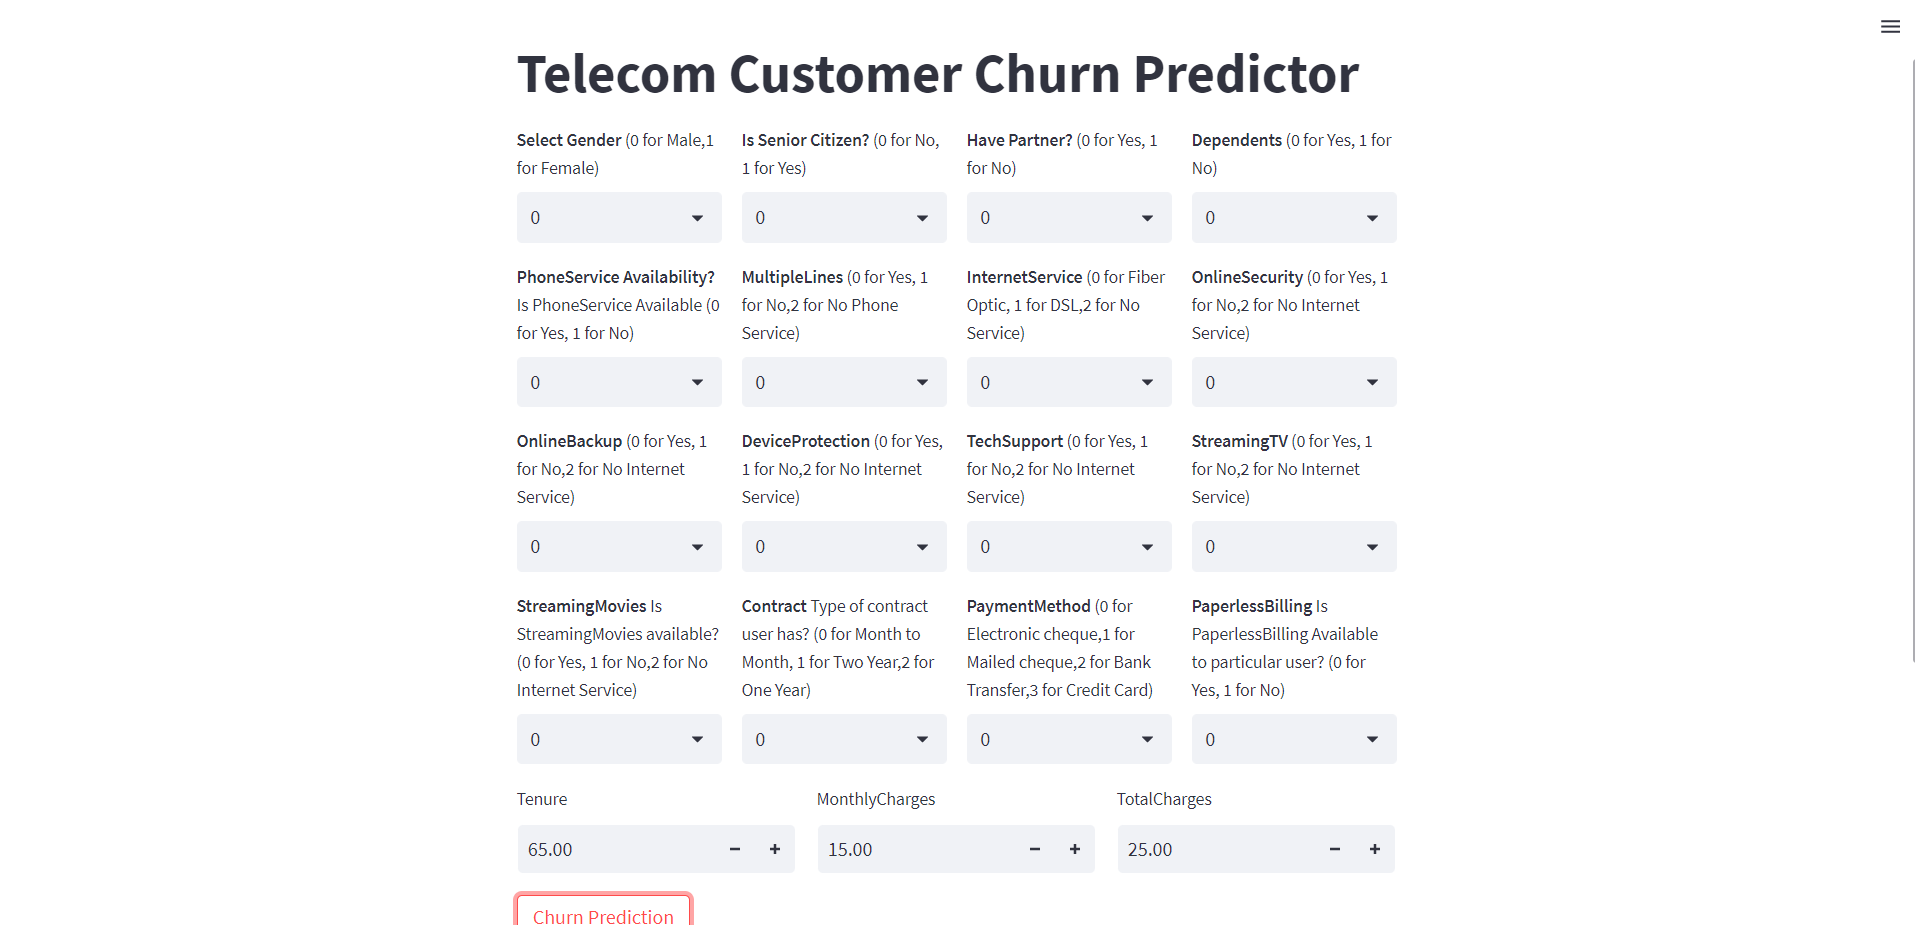 Telecom Customer Churn Predictor
Select Gender (0 for Male,1
for Female)
0
Is Senior Citizen? (0 for No,
1 for Yes)
0
Have Partner? (0 for Yes, 1
for No)
0
Dependents (0 for Yes, 1 for
No)
0
PhoneService Availability?
Is PhoneService Available (0
for Yes, 1 for No)
0
MultipleLines (0 for Yes, 1
for No,2 for No Phone
Service)
0
InternetService (0 for Fiber
Optic, 1 for DSL,2 for No
Service)
0
OnlineSecurity (0 for Yes, 1
for No,2 for No Internet
Service)
0
OnlineBackup (0 for Yes, 1
for No,2 for No Internet
Service)
0
DeviceProtection (0 for Yes,
1 for No,2 for No Internet
Service)
0
TechSupport (0 for Yes, 1
for No,2 for No Internet
Service)
0
StreamingTV (0 for Yes, 1
for No,2 for No Internet
Service)
0
StreamingMovies Is
StreamingMovies available?
(0 for Yes, 1 for No,2 for No
Internet Service)
0
Contract Type of contract
user has? (0 for Month to
Month, 1 for Two Year,2 for
One Year)
0
PaymentMethod (0 for
Electronic cheque,1 for
Mailed cheque,2 for Bank
Transfer,3 for Credit Card)
0
PaperlessBilling Is
PaperlessBilling Available
to particular user? (0 for
Yes, 1 for No)
0
Tenure
65.00
MonthlyCharges
15.00
TotalCharges
25.00
Churn Prediction